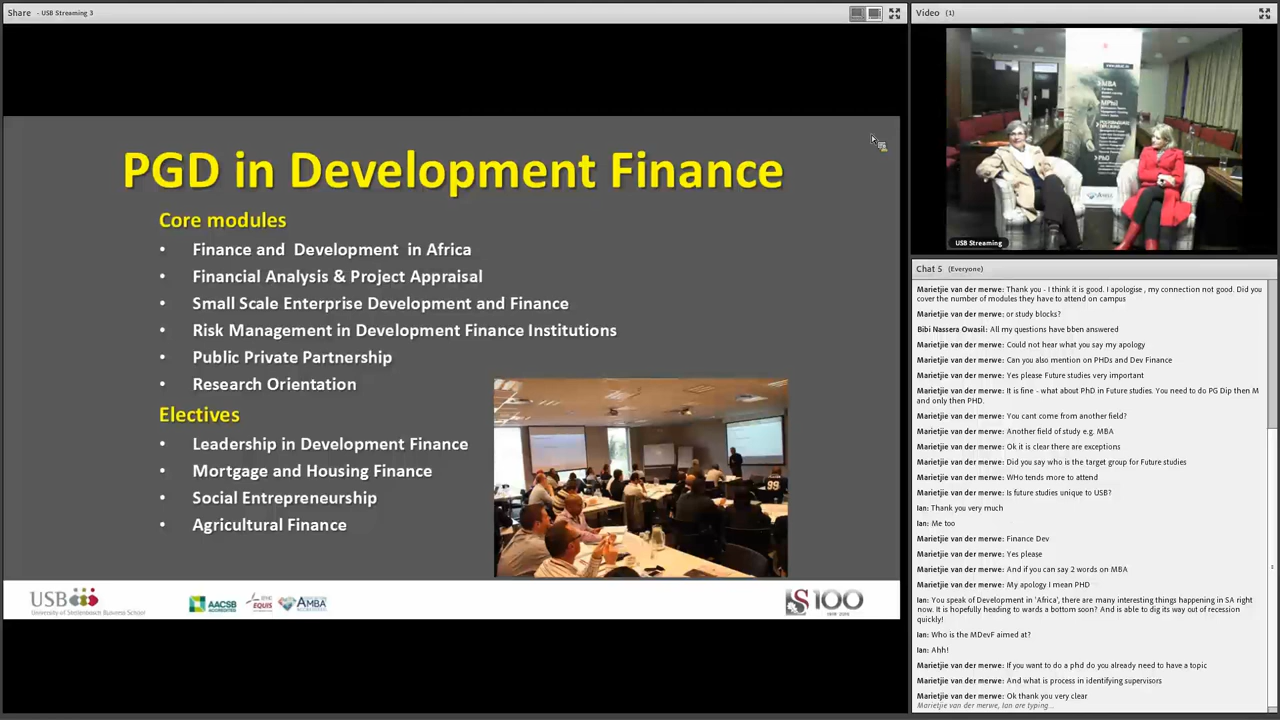 Share - USB Streaming 3
PGD in Development Finance
Core modules
• Finance and Development in Africa
• Financial Analysis & Project Appraisal
• Small Scale Enterprise Development and Finance
• Risk Management in Development Finance Institutions
• Public Private Partnership
• Research Orientation
Electives
• Leadership in Development Finance
• Mortgage and Housing Finance
• Social Entrepreneurship
• Agricultural Finance
99
USB
University of Stellenbosch Business School
AACSB
ACCREDITED
EQUIS
AMBA
100
Video (1)
MBA
MPhil
PhD
AMBA
USB Streaming
Chat 5 (Everyone)
Marietjie van der merwe: Thank you - I think it is good. I apologise , my connection not good. Did you
cover the number of modules they have to attend on campus
Marietjie van der merwe: or study blocks?
Bibi Nassera Owasil: All my questions have bben answered
Marietjie van der merwe: Could not hear what you say my apology
Marietjie van der merwe: Can you also mention on PHDs and Dev Finance
Marietjie van der merwe: Yes please Future studies very important
Marietjie van der merwe: It is fine - what about PhD in Future studies. You need to do PG Dip then M
and only then PHD.
Marietjie van der merwe: You cant come from another field?
Marietjie van der merwe: Another field of study e.g. MBA
Marietjie van der merwe: Ok it is clear there are exceptions
Marietjie van der merwe: Did you say who is the target group for Future studies
Marietjie van der merwe: WHo tends more to attend
Marietjie van der merwe: Is future studies unique to USB?
Ian: Thank you very much
Ian: Me too
Marietjie van der merwe: Finance Dev
Marietjie van der merwe: Yes please
Marietjie van der merwe: And if you can say 2 words on MBA
Marietjie van der merwe: My apology I mean PHD
Ian: You speak of Development in 'Africa', there are many interesting things happening in SA right
now. It is hopefully heading to wards a bottom soon? And is able to dig its way out of recession
quickly!
Ian: Who is the MDevF aimed at?
Ian: Ahh!
Marietjie van der merwe: If you want to do a phd do you already need to have a topic
Marietjie van der merwe: And what is process in identifying supervisors
Marietjie van der merwe: Ok thank you very clear
Marietjie van der merwe, Ian are typing...